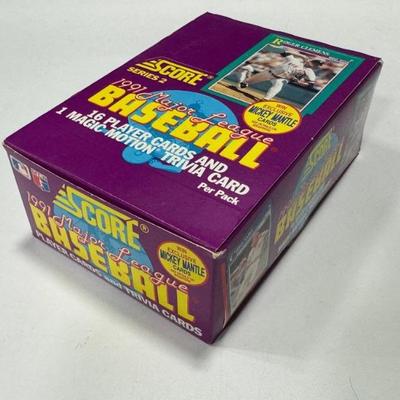 SCORE®
SERIES 2
1991 Major League
BASEBALL
16 PLAYER CARDS AND
1 MAGIC MOTION® TRIVIA CARD
Per Pack
ROGER CLEMENS
WIN
EXCLUSIVE
MICKEY MANTLE
CARDS
SCORE®
1991 Major League
BASEBALL
PLAYER CARDS and TRIVIA CARDS
WIN
EXCLUSIVE
MICKEY MANTLE
CARDS